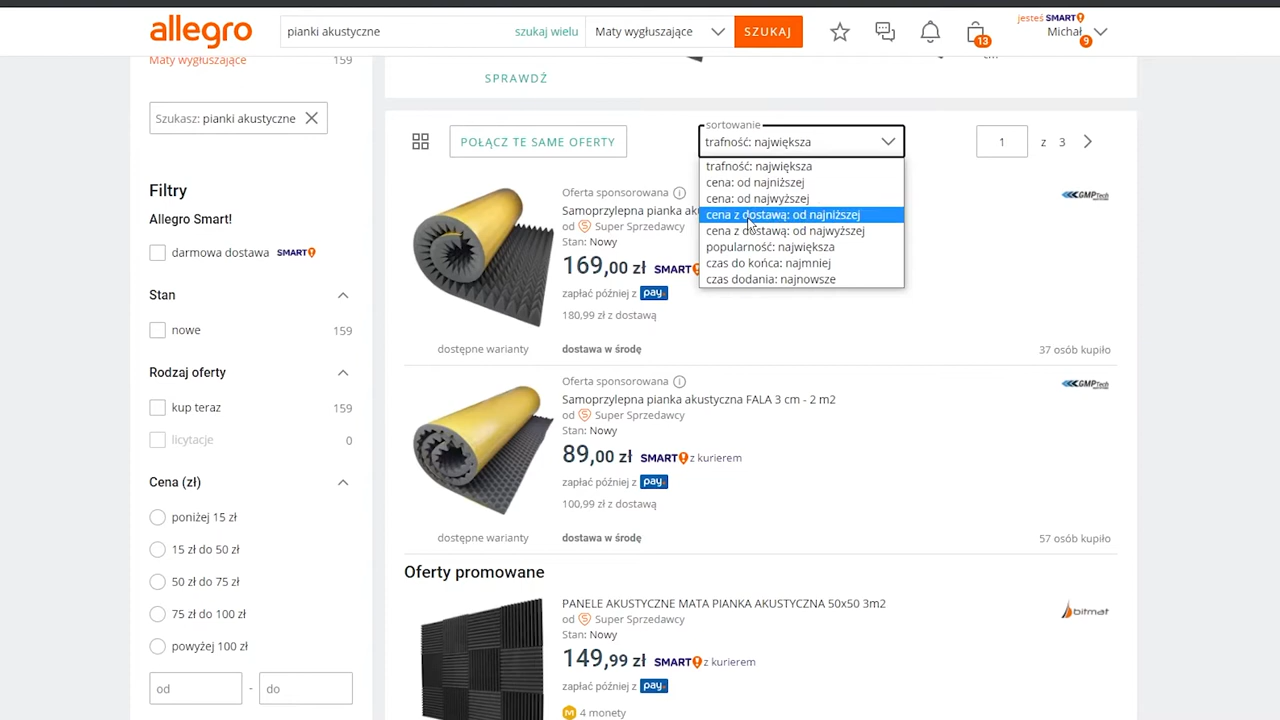 allegro
pianki akustyczne
szukaj wielu
Maty wygłuszające
SZUKAJ
13
jesteś SMART!
Michał
9
Maty wygłuszające 159
Szukasz: pianki akustyczne
Filtry
Allegro Smart!
darmowa dostawa SMART!
Stan
nowe 159
Rodzaj oferty
kup teraz 159
licytacje 0
Cena (zł)
poniżej 15 zł
15 zł do 50 zł
50 zł do 75 zł
75 zł do 100 zł
powyżej 100 zł
od - do
SPRAWDŹ
cm
POŁĄCZ TE SAME OFERTY
sortowanie
trafność: największa
1 z 3
trafność: największa
cena: od najniższej
cena: od najwyższej
cena z dostawą: od najniższej
cena z dostawą: od najwyższej
popularność: największa
czas do końca: najmniej
czas dodania: najnowsze
Oferta sponsorowana
GMPTech
Samoprzylepna pianka
od Super Sprzedawcy
Stan: Nowy
169,00 zł SMART
zapłać później z pay
180,99 zł z dostawą
dostępne warianty
dostawa w środę
37 osób kupiło
Oferta sponsorowana
GMPTech
Samoprzylepna pianka akustyczna FALA 3 cm - 2 m2
od Super Sprzedawcy
Stan: Nowy
89,00 zł SMART! z kurierem
zapłać później z pay
100,99 zł z dostawą
dostępne warianty
dostawa w środę
57 osób kupiło
Oferty promowane
PANELE AKUSTYCZNE MATA PIANKA AKUSTYCZNA 50x50 3m2
bitmat
od Super Sprzedawcy
Stan: Nowy
149,99 zł SMART! z kurierem
zapłać później z pay
M 4 monety